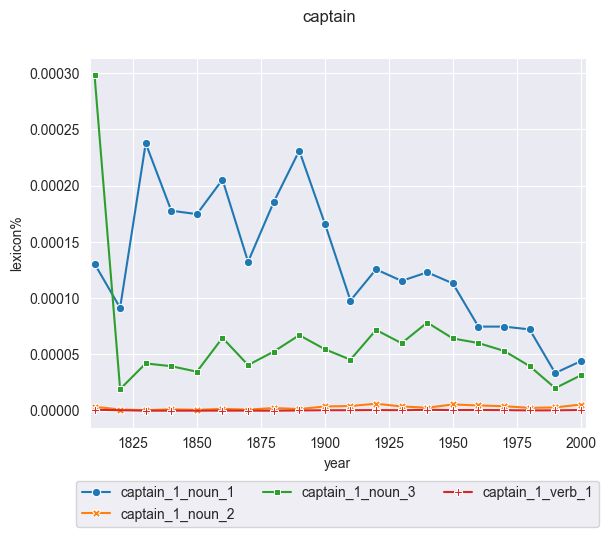 captain
0.00030
0.00025
0.00020
0.00015
0.00010
0.00005
0.00000
lexicon%
1825 1850 1875 1900 1925 1950 1975 2000
year
captain_1_noun_1 captain_1_noun_3 captain_1_verb_1
captain_1_noun_2